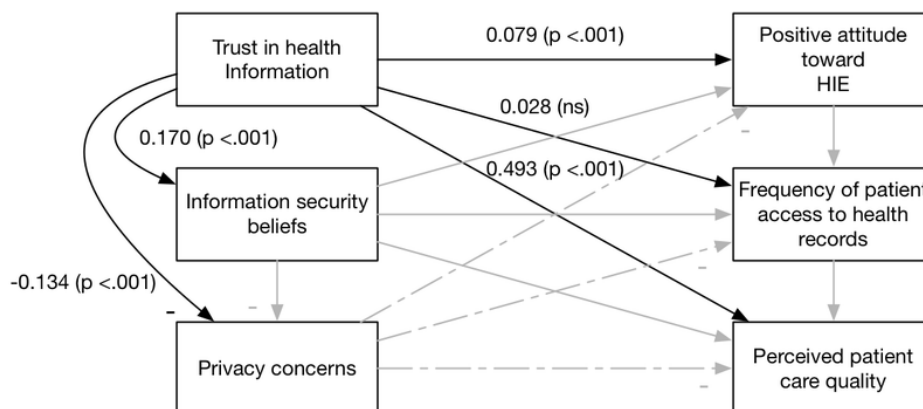 Trust in health
Information
0.079 (p <.001)
Positive attitude
toward
HIE
0.028 (ns)
-
0.170 (p <.001)
0.493 (p <.001)
Information security
beliefs
Frequency of patient
access to health
records
-
-0.134 (p <.001)
-
-
Privacy concerns
Perceived patient
care quality
-